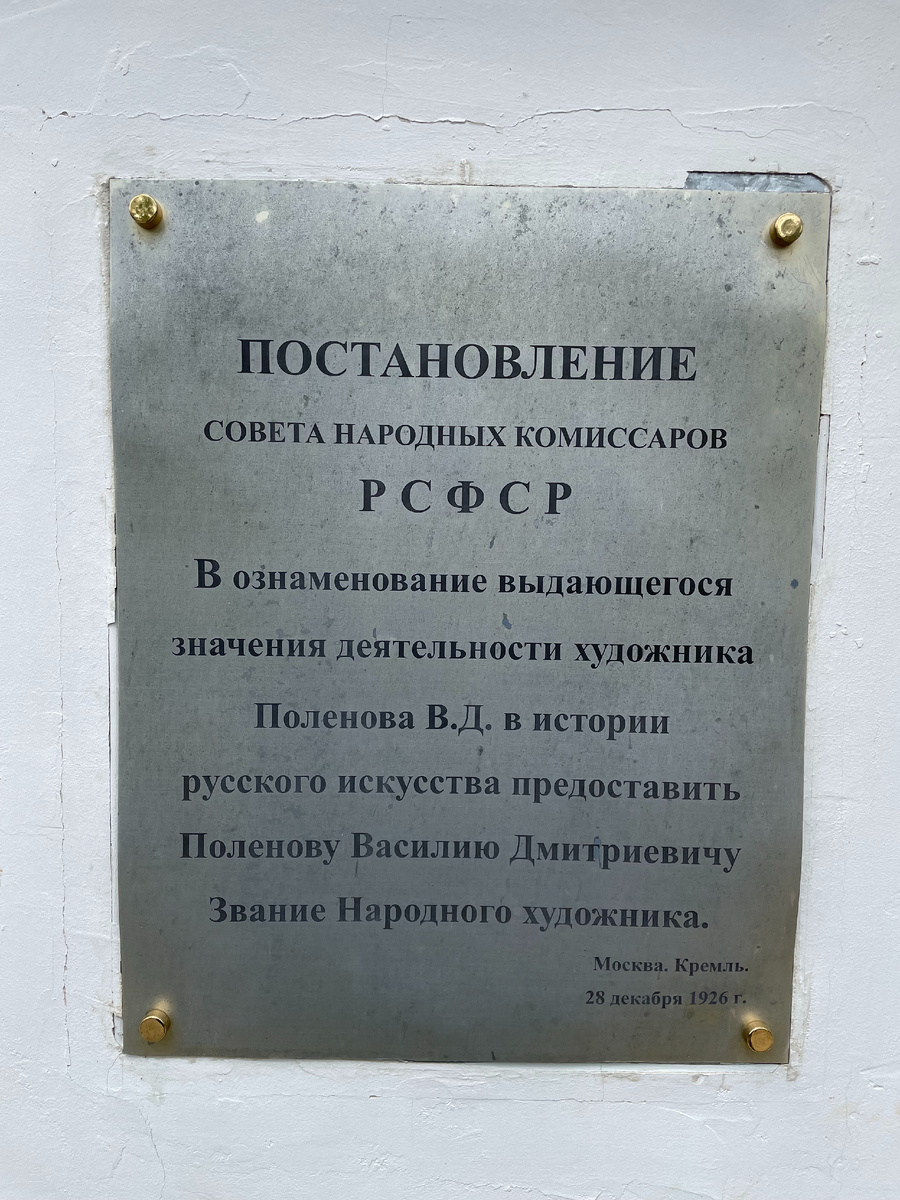 ПОСТАНОВЛЕНИЕ
СОВЕТА НАРОДНЫХ КОМИССАРОВ
Р С Ф С Р
В ознаменование выдающегося
значения деятельности художника
Поленова В.Д. в истории
русского искусства предоставить
Поленову Василию Дмитриевичу
Звание Народного художника.
Москва. Кремль.
28 декабря 1926 г.